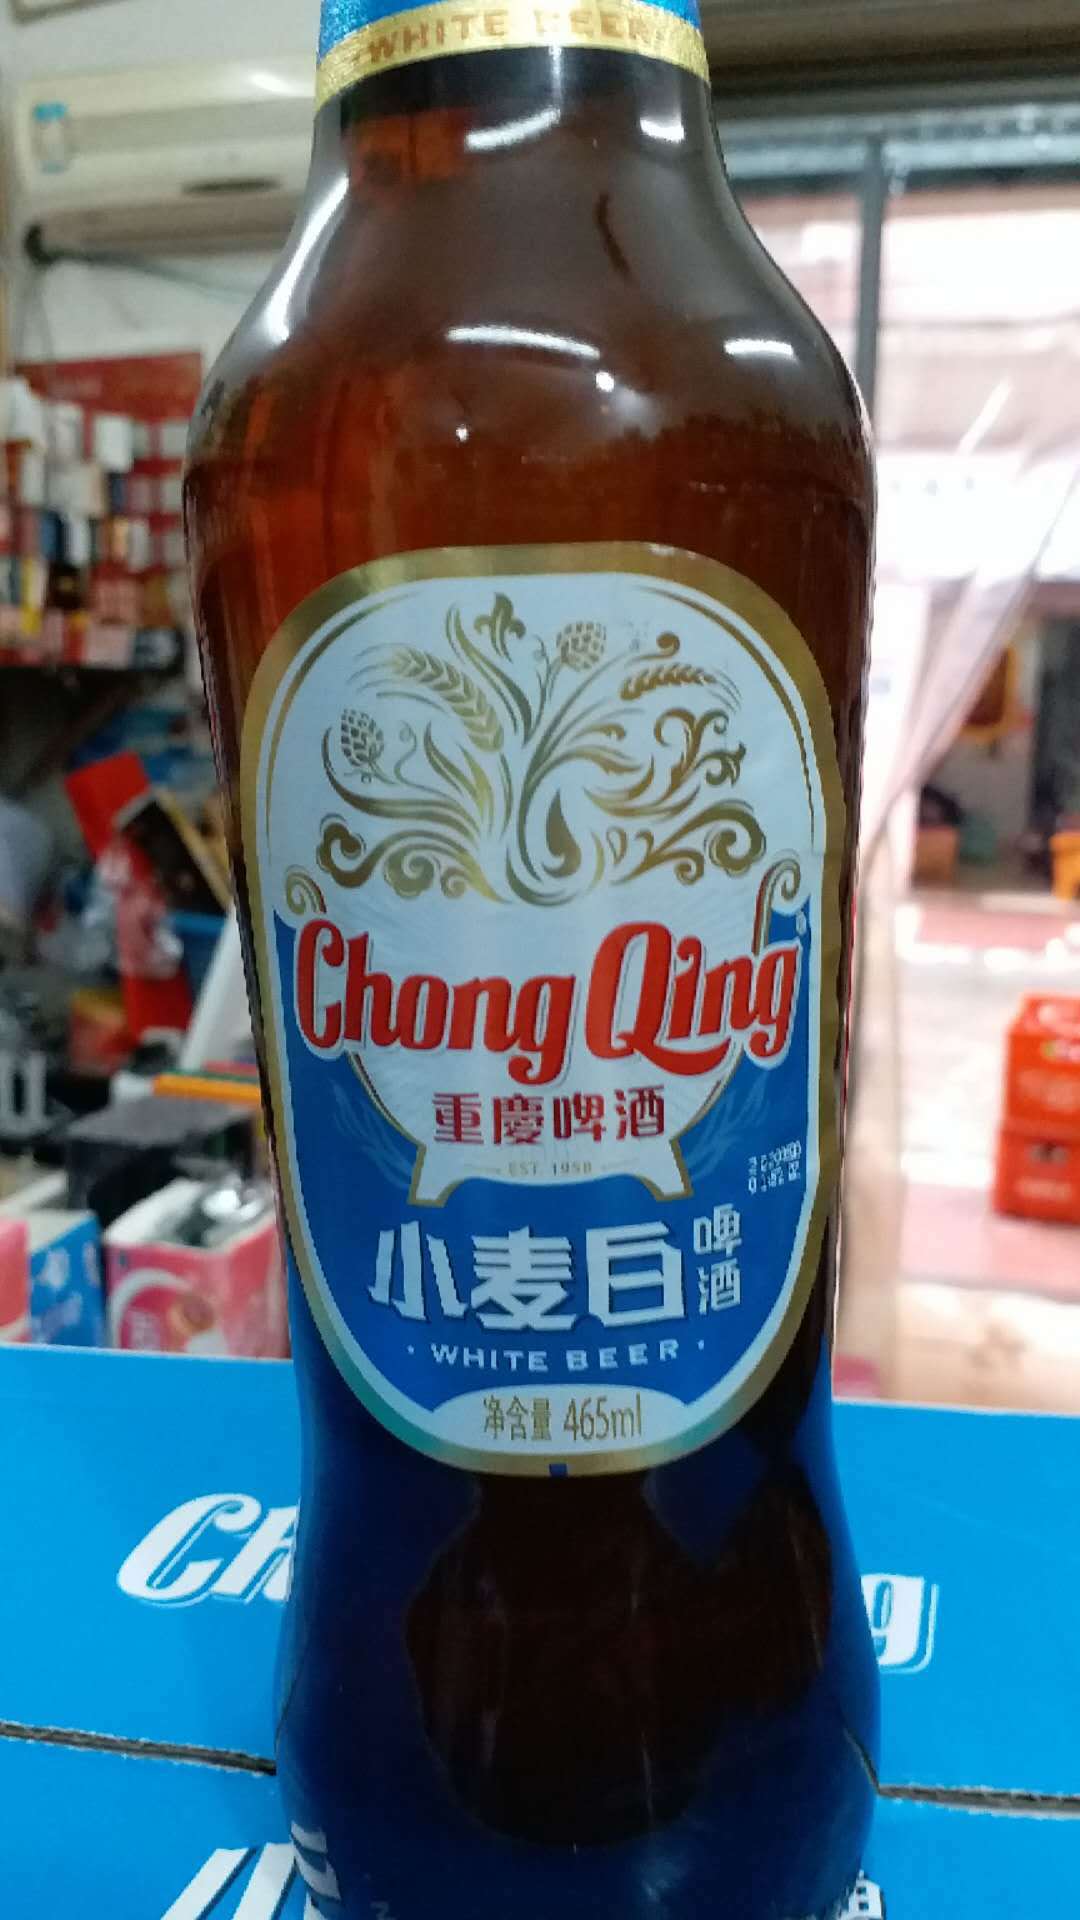 WHITE BEER
Chong Qing
重慶啤酒
EST. 1958
小麦白啤酒
· WHITE BEER ·
净含量 465ml